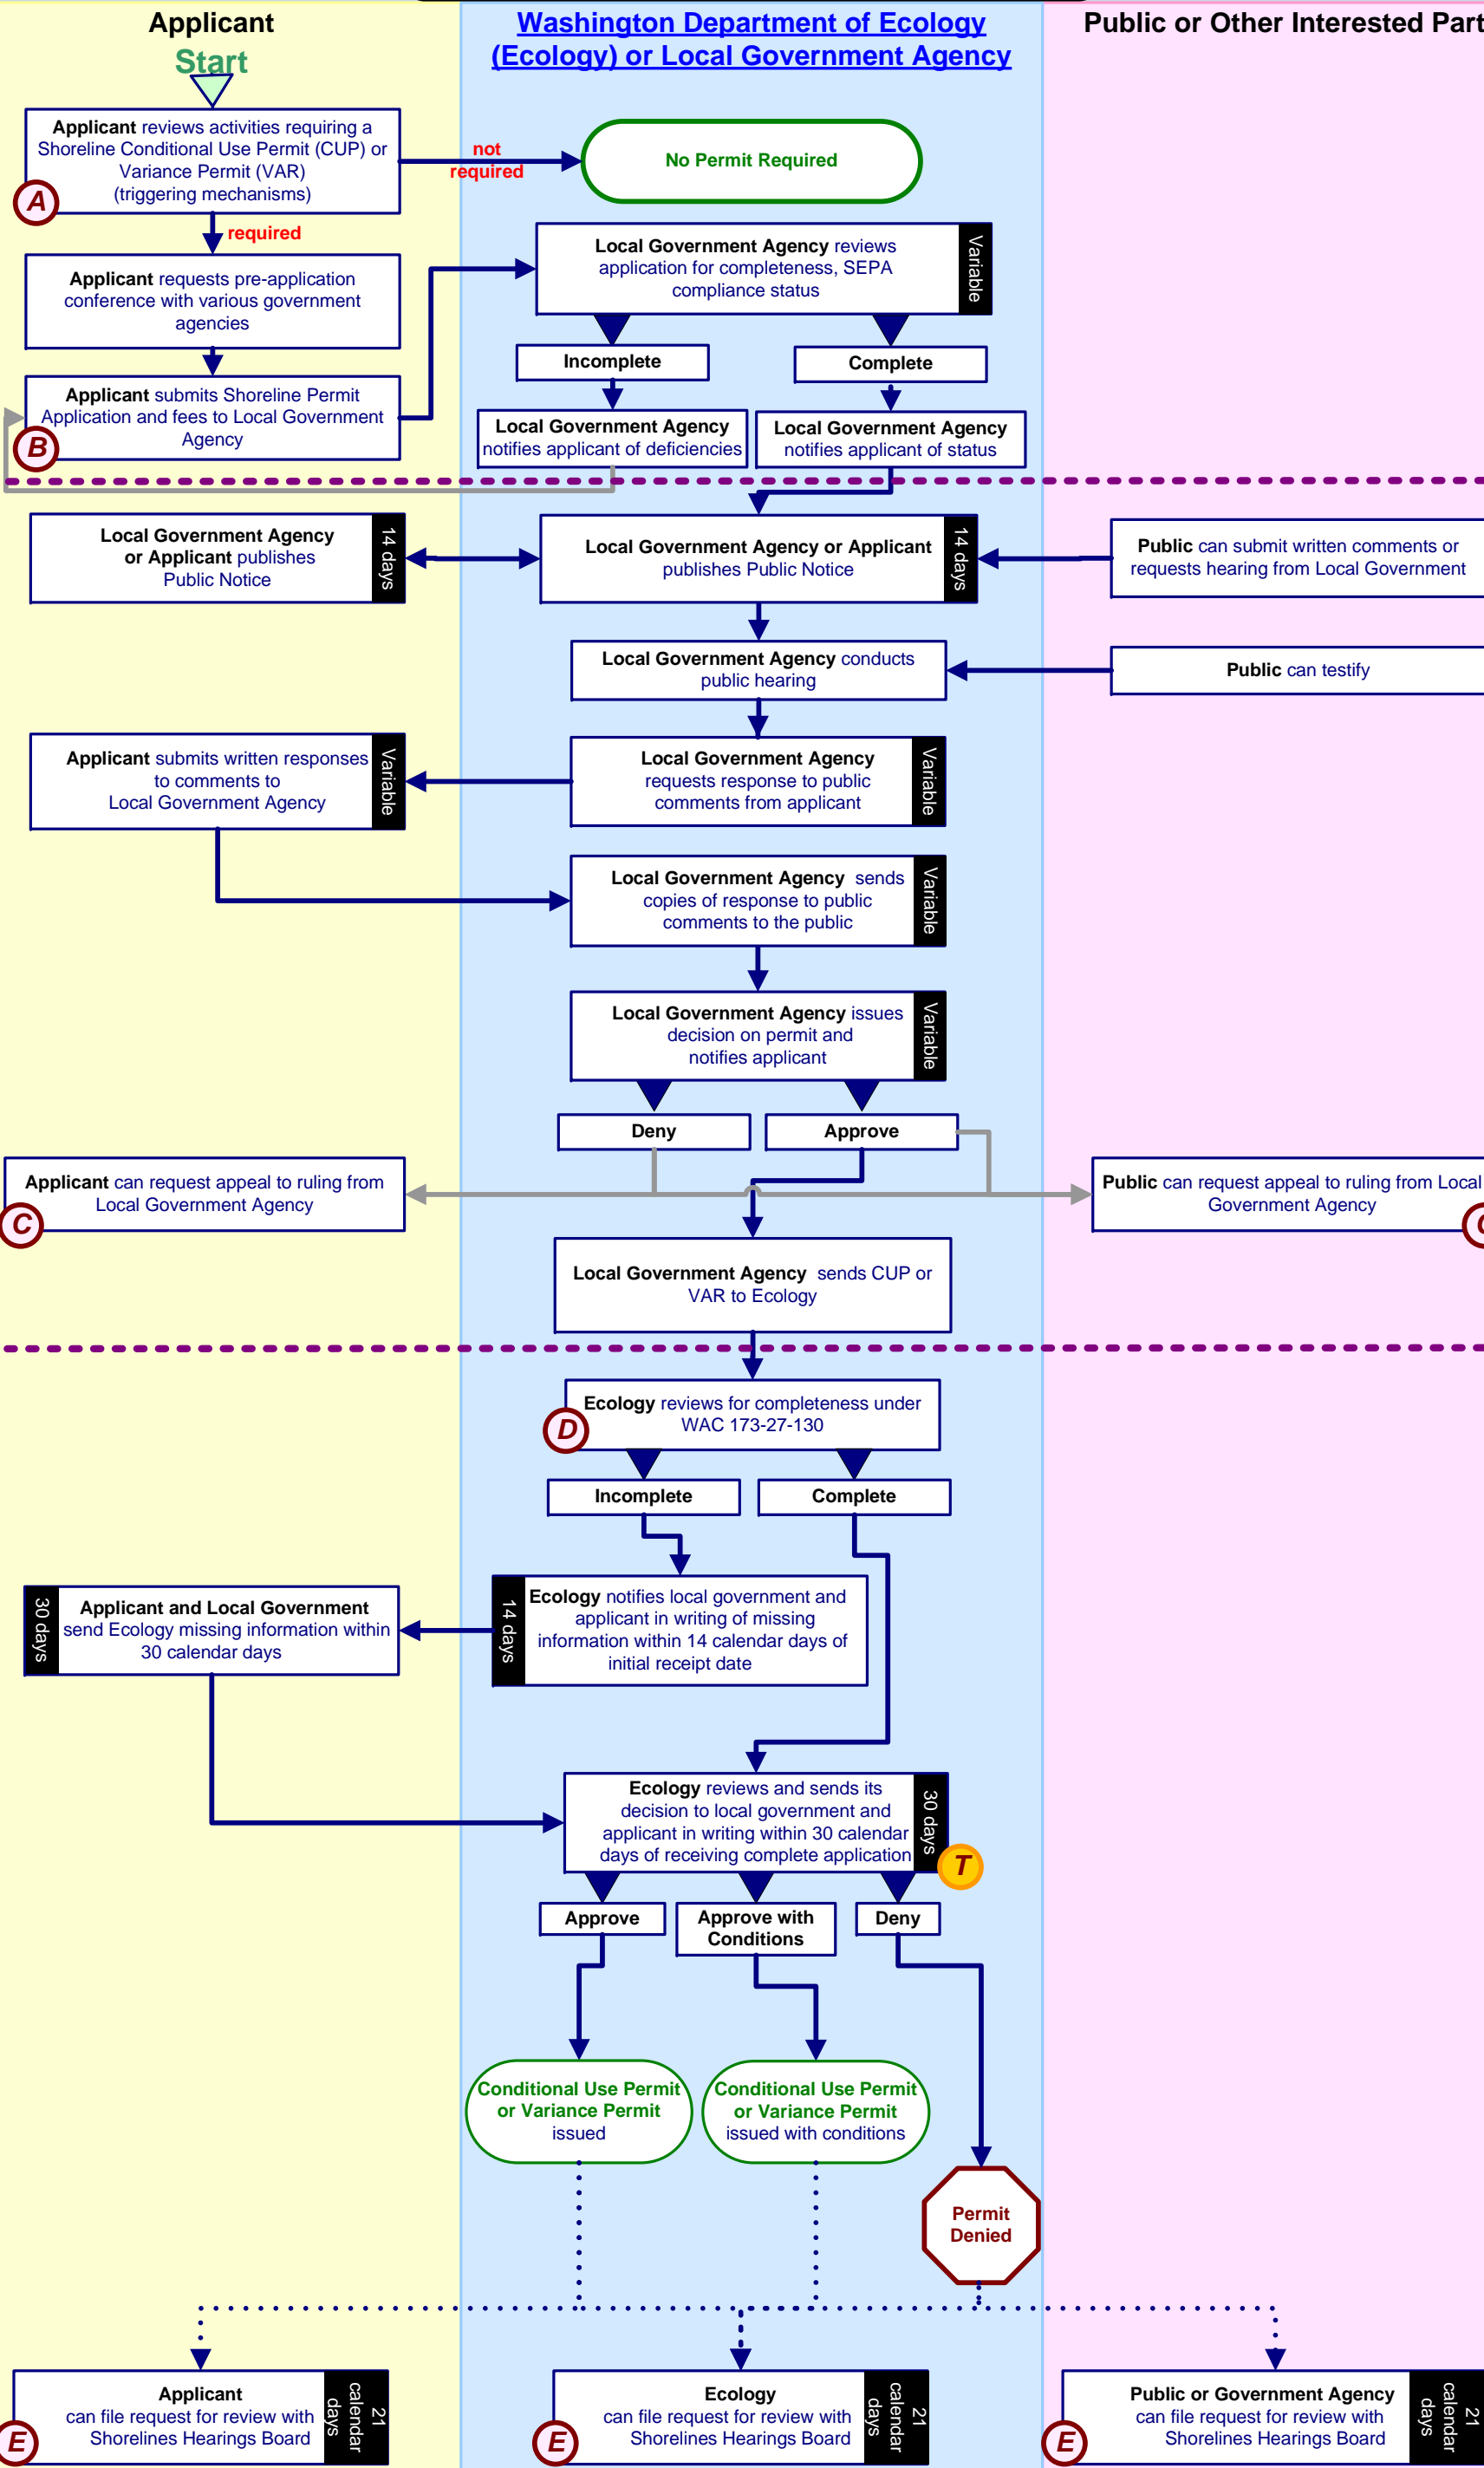 Applicant
Start
Washington Department of Ecology
(Ecology) or Local Government Agency
Public or Other Interested Part
Applicant reviews activities requiring a
Shoreline Conditional Use Permit (CUP) or
Variance Permit (VAR)
(triggering mechanisms)
A
not
required
No Permit Required
required
Applicant requests pre-application
conference with various government
agencies
Applicant submits Shoreline Permit
Application and fees to Local Government
Agency
B
Local Government Agency reviews
application for completeness, SEPA
compliance status
Variable
Incomplete
Complete
Local Government Agency
notifies applicant of deficiencies
Local Government Agency
notifies applicant of status
Local Government Agency
or Applicant publishes
Public Notice
14 days
Local Government Agency or Applicant
publishes Public Notice
14 days
Public can submit written comments or
requests hearing from Local Government
Local Government Agency conducts
public hearing
Public can testify
Applicant submits written responses
to comments to
Local Government Agency
Variable
Local Government Agency
requests response to public
comments from applicant
Variable
Local Government Agency sends
copies of response to public
comments to the public
Variable
Local Government Agency issues
decision on permit and
notifies applicant
Variable
Deny
Approve
Applicant can request appeal to ruling from
Local Government Agency
C
Public can request appeal to ruling from Local
Government Agency
C
Local Government Agency sends CUP or
VAR to Ecology
Ecology reviews for completeness under
WAC 173-27-130
D
Incomplete
Complete
30 days
Applicant and Local Government
send Ecology missing information within
30 calendar days
14 days
Ecology notifies local government and
applicant in writing of missing
information within 14 calendar days of
initial receipt date
Ecology reviews and sends its
decision to local government and
applicant in writing within 30 calendar
days of receiving complete application
30 days
T
Approve
Approve with
Conditions
Deny
Conditional Use Permit
or Variance Permit
issued
Conditional Use Permit
or Variance Permit
issued with conditions
Permit
Denied
Applicant
can file request for review with
Shorelines Hearings Board
21
calendar
days
E
Ecology
can file request for review with
Shorelines Hearings Board
21
calendar
days
E
Public or Government Agency
can file request for review with
Shorelines Hearings Board
21
calendar
days
E